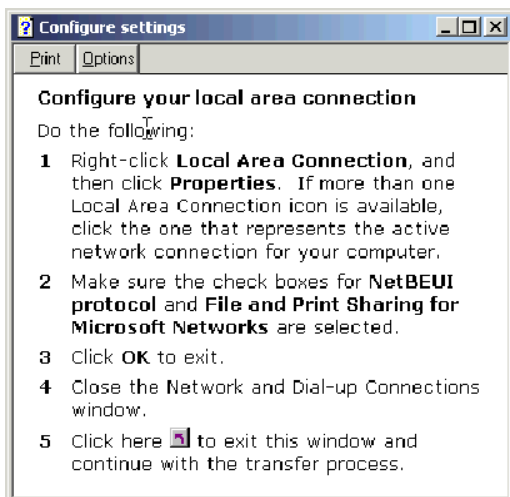 Configure settings
Print Options
Configure your local area connection
Do the following:
1 Right-click Local Area Connection, and
then click Properties. If more than one
Local Area Connection icon is available,
click the one that represents the active
network connection for your computer.
2 Make sure the check boxes for NetBEUI
protocol and File and Print Sharing for
Microsoft Networks are selected.
3 Click OK to exit.
4 Close the Network and Dial-up Connections
window.
5 Click here to exit this window and
continue with the transfer process.